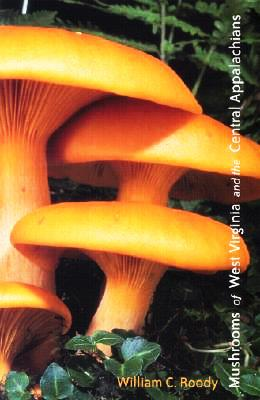 Mushrooms of West Virginia and the Central Appalachians
William C. Roody